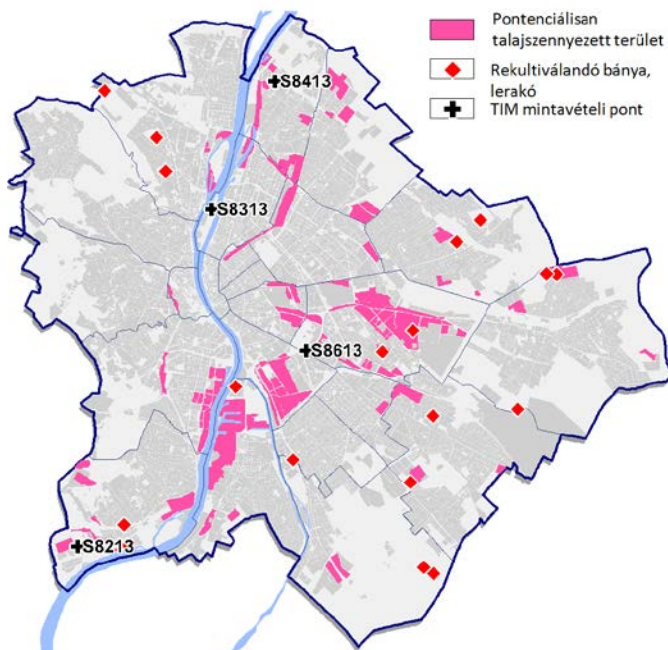 Pontenciálisan
talajszennyezett terület
Rekultiválandó bánya,
lerakó
TIM mintavételi pont
S8413
S8313
S8613
S8213